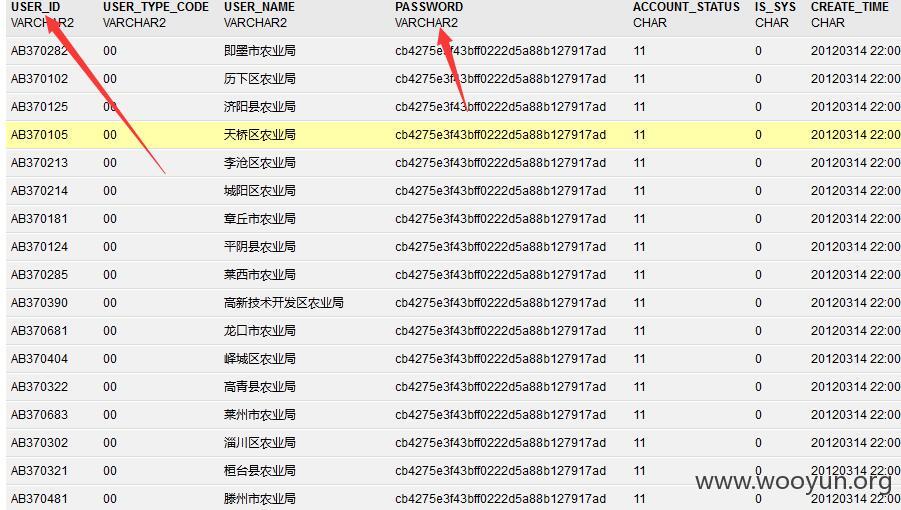 USER_ID USER_TYPE_CODE USER_NAME PASSWORD ACCOUNT_STATUS IS_SYS CREATE_TIME
VARCHAR2 VARCHAR2 VARCHAR2 VARCHAR2 CHAR CHAR CHAR
AB370282 00 即墨市农业局 cb4275e3f43bff0222d5a88b127917ad 11 0 20120314 22:00
AB370102 00 历下区农业局 cb4275e3f43bff0222d5a88b127917ad 11 0 20120314 22:00
AB370125 00 济阳县农业局 cb4275e3f43bff0222d5a88b127917ad 11 0 20120314 22:00
AB370105 00 天桥区农业局 cb4275e3f43bff0222d5a88b127917ad 11 0 20120314 22:00
AB370213 00 李沧区农业局 cb4275e3f43bff0222d5a88b127917ad 11 0 20120314 22:00
AB370214 00 城阳区农业局 cb4275e3f43bff0222d5a88b127917ad 11 0 20120314 22:00
AB370181 00 章丘市农业局 cb4275e3f43bff0222d5a88b127917ad 11 0 20120314 22:00
AB370124 00 平阴县农业局 cb4275e3f43bff0222d5a88b127917ad 11 0 20120314 22:00
AB370285 00 莱西市农业局 cb4275e3f43bff0222d5a88b127917ad 11 0 20120314 22:00
AB370390 00 高新技术开发区农业局 cb4275e3f43bff0222d5a88b127917ad 11 0 20120314 22:00
AB370681 00 龙口市农业局 cb4275e3f43bff0222d5a88b127917ad 11 0 20120314 22:00
AB370404 00 峄城区农业局 cb4275e3f43bff0222d5a88b127917ad 11 0 20120314 22:00
AB370322 00 高青县农业局 cb4275e3f43bff0222d5a88b127917ad 11 0 20120314 22:00
AB370683 00 莱州市农业局 cb4275e3f43bff0222d5a88b127917ad 11 0 20120314 22:00
AB370302 00 淄川区农业局 cb4275e3f43bff0222d5a88b127917ad 11 0 20120314 22:00
AB370321 00 桓台县农业局 cb4275e3f43bff0222d5a88b127917ad 11 0 20120314 22:00
AB370481 00 滕州市农业局 cb4275e3f43bff0222d5a88b127917ad 11 0 20120314 22:00
www.wooyun.org